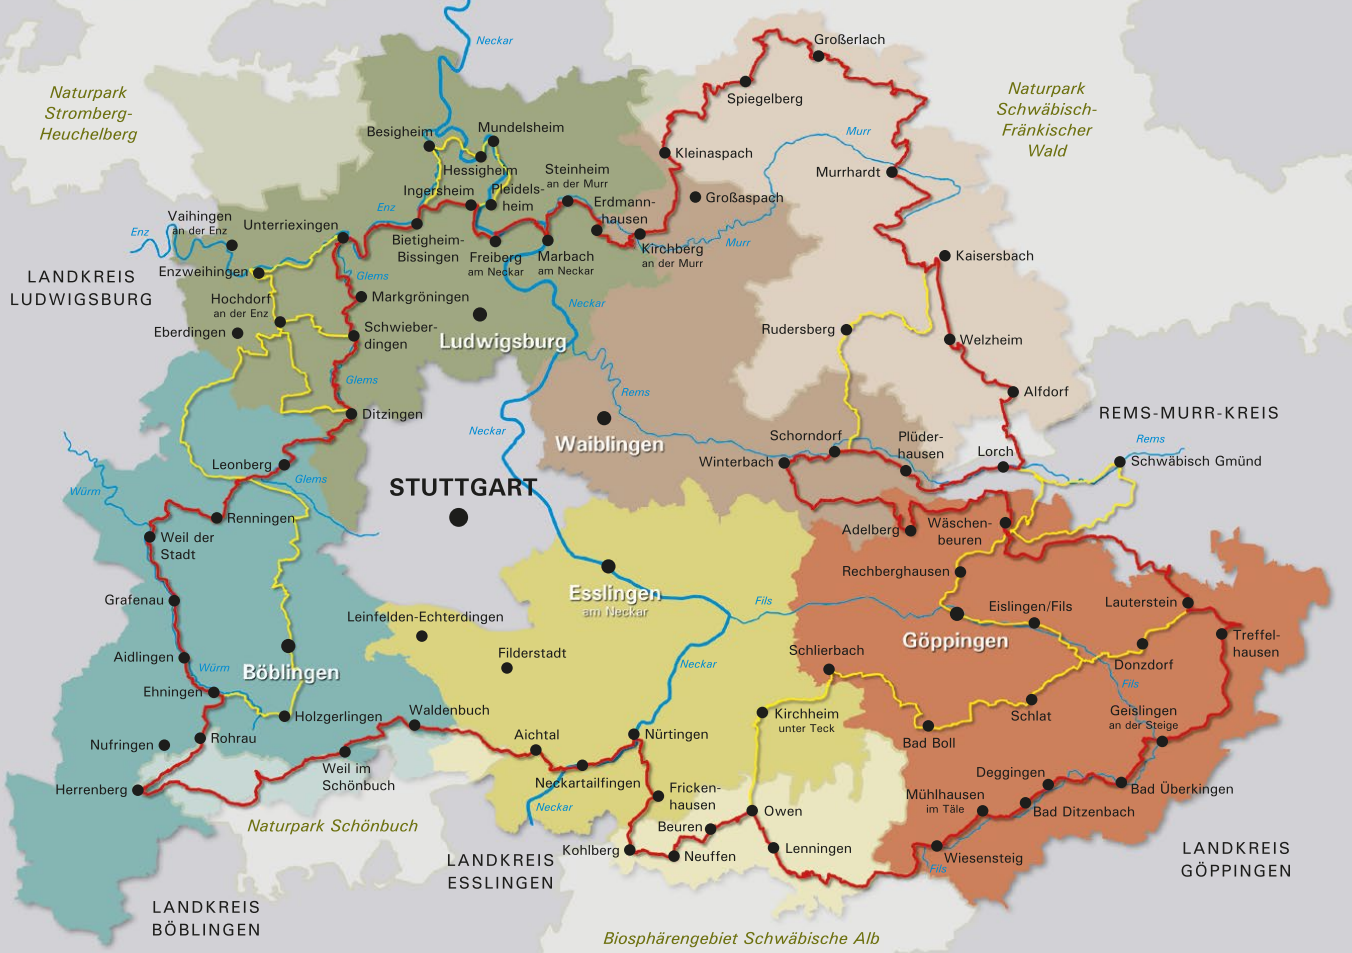 Neckar
Großerlach
Naturpark
Stromberg-
Heuchelberg
Naturpark
Schwäbisch-
Fränkischer
Wald
Spiegelberg
Besigheim
Mundelsheim
Murr
Kleinaspach
Hessigheim
Steinheim
an der Murr
Murrhardt
Ingersheim
Pleidels-
heim
Großaspach
Erdmann-
hausen
Enz
Vaihingen
an der Enz
Unterriexingen
Enz
Bietigheim-
Bissingen
Freiberg
am Neckar
Marbach
am Neckar
Kirchberg
an der Murr
Murr
Kaisersbach
Enzweihingen
Glems
LANDKREIS
LUDWIGSBURG
Hochdorf
an der Enz
Markgröningen
Neckar
Eberdingen
Schwieber-
dingen
Ludwigsburg
Rudersberg
Welzheim
Glems
Rems
Alfdorf
Ditzingen
REMS-MURR-KREIS
Neckar
Waiblingen
Schorndorf
Plüder-
hausen
Rems
Leonberg
Winterbach
Lorch
Schwäbisch Gmünd
Glems
Würm
STUTTGART
Renningen
Adelberg
Wäschen-
beuren
Weil der
Stadt
Rechberghausen
Esslingen
am Neckar
Grafenau
Fils
Eislingen/Fils
Lauterstein
Leinfelden-Echterdingen
Göppingen
Treffel-
hausen
Filderstadt
Schlierbach
Aidlingen
Würm
Böblingen
Neckar
Donzdorf
Fils
Ehningen
Holzgerlingen
Waldenbuch
Kirchheim
unter Teck
Schlat
Geislingen
an der Steige
Nufringen
Rohrau
Aichtal
Nürtingen
Bad Boll
Weil im
Schönbuch
Neckartailfingen
Deggingen
Herrenberg
Fricken-
hausen
Mühlhausen
im Täle
Bad Überkingen
Neckar
Owen
Bad Ditzenbach
Naturpark Schönbuch
Beuren
Kohlberg
Neuffen
Lenningen
Wiesensteig
Fils
LANDKREIS
ESSLINGEN
LANDKREIS
GÖPPINGEN
LANDKREIS
BÖBLINGEN
Biosphärengebiet Schwäbische Alb